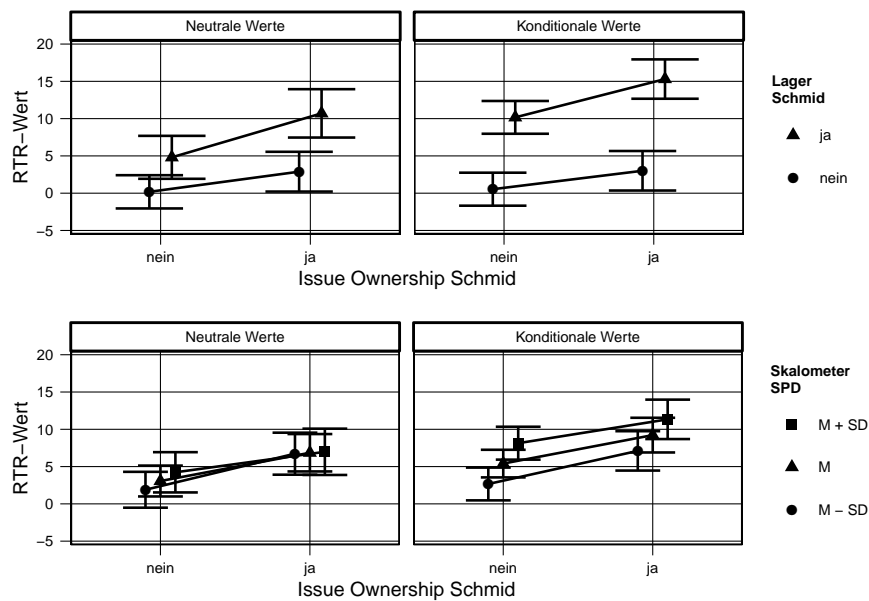 Neutrale Werte
Konditionale Werte
20
15
10
5
0
−5
RTR−Wert
nein
ja
nein
ja
Issue Ownership Schmid
Lager
Schmid
ja
nein
Neutrale Werte
Konditionale Werte
20
15
10
5
0
−5
RTR−Wert
nein
ja
nein
ja
Issue Ownership Schmid
Skalometer
SPD
M + SD
M
M − SD